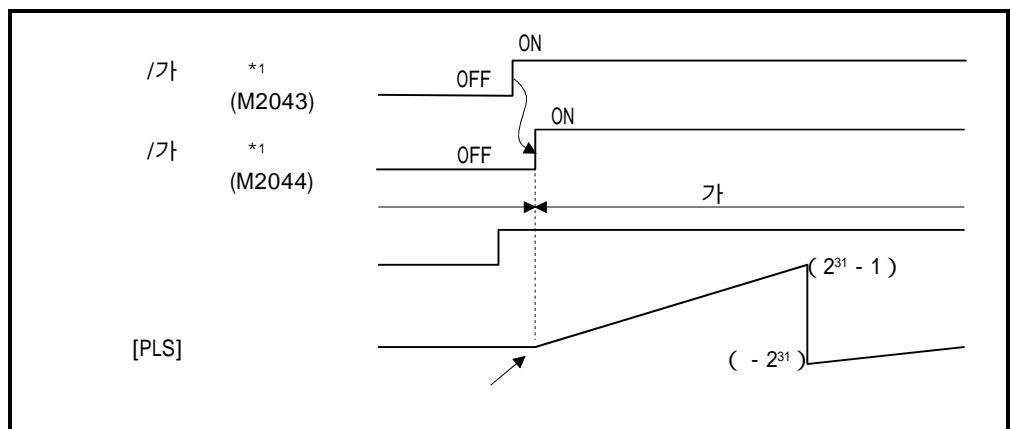 ON
/가 *1 OFF
(M2043)
ON
/가 *1 OFF
(M2044)
가
( 2³¹ - 1 )
[PLS]
( - 2³¹ )